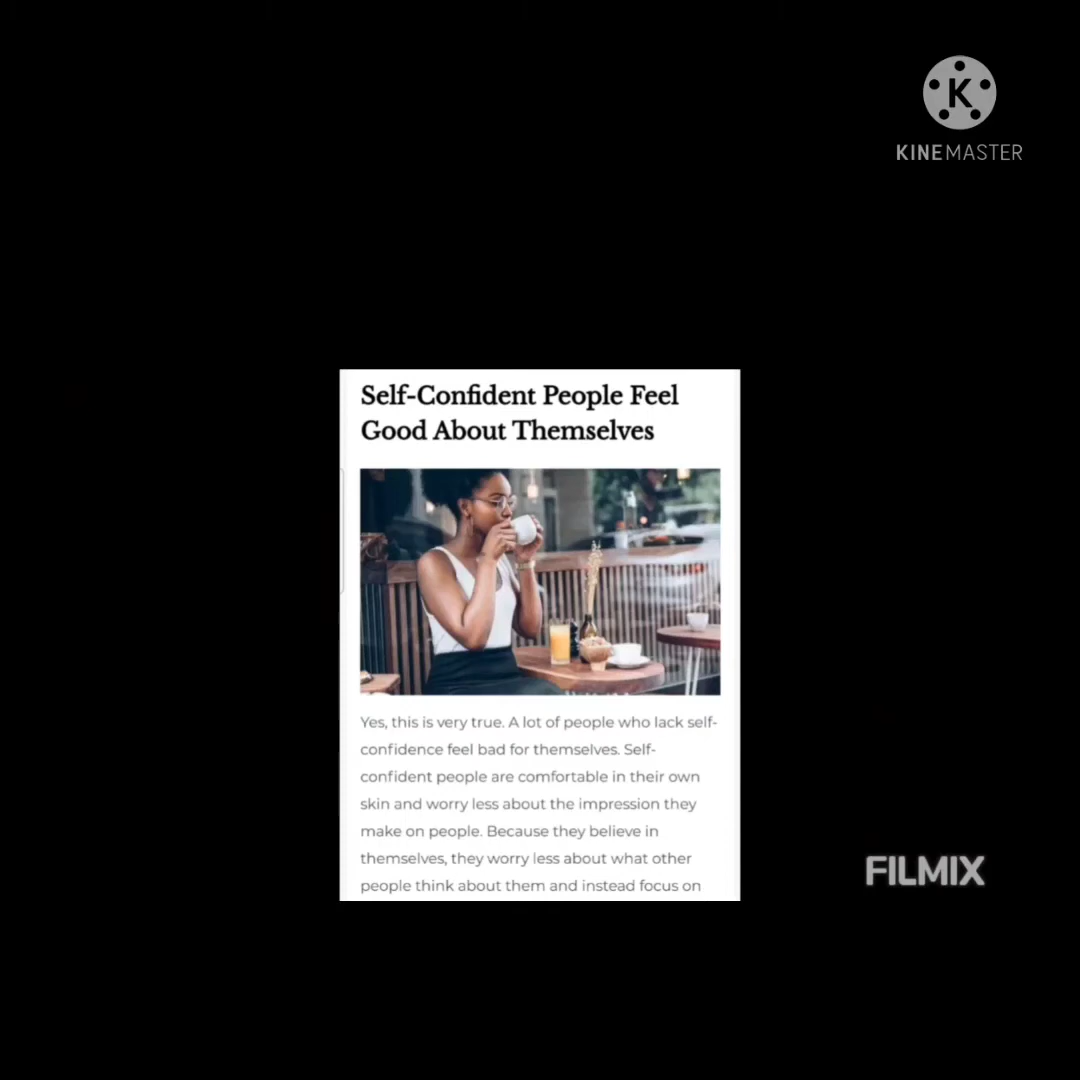 K
KINEMASTER
Self-Confident People Feel
Good About Themselves
Yes, this is very true. A lot of people who lack self-
confidence feel bad for themselves. Self-
confident people are comfortable in their own
skin and worry less about the impression they
make on people. Because they believe in
themselves, they worry less about what other
people think about them and instead focus on
FILMIX